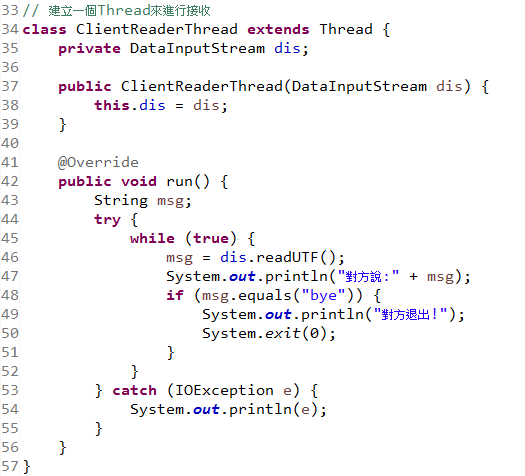 33 // 建立一個Thread來進行接收
34 class ClientReaderThread extends Thread {
35     private DataInputStream dis;
36
37     public ClientReaderThread(DataInputStream dis) {
38         this.dis = dis;
39     }
40
41     @Override
42     public void run() {
43         String msg;
44         try {
45             while (true) {
46                 msg = dis.readUTF();
47                 System.out.println("對方說:" + msg);
48                 if (msg.equals("bye")) {
49                     System.out.println("對方退出!");
50                     System.exit(0);
51                 }
52             }
53         } catch (IOException e) {
54             System.out.println(e);
55         }
56     }
57 }